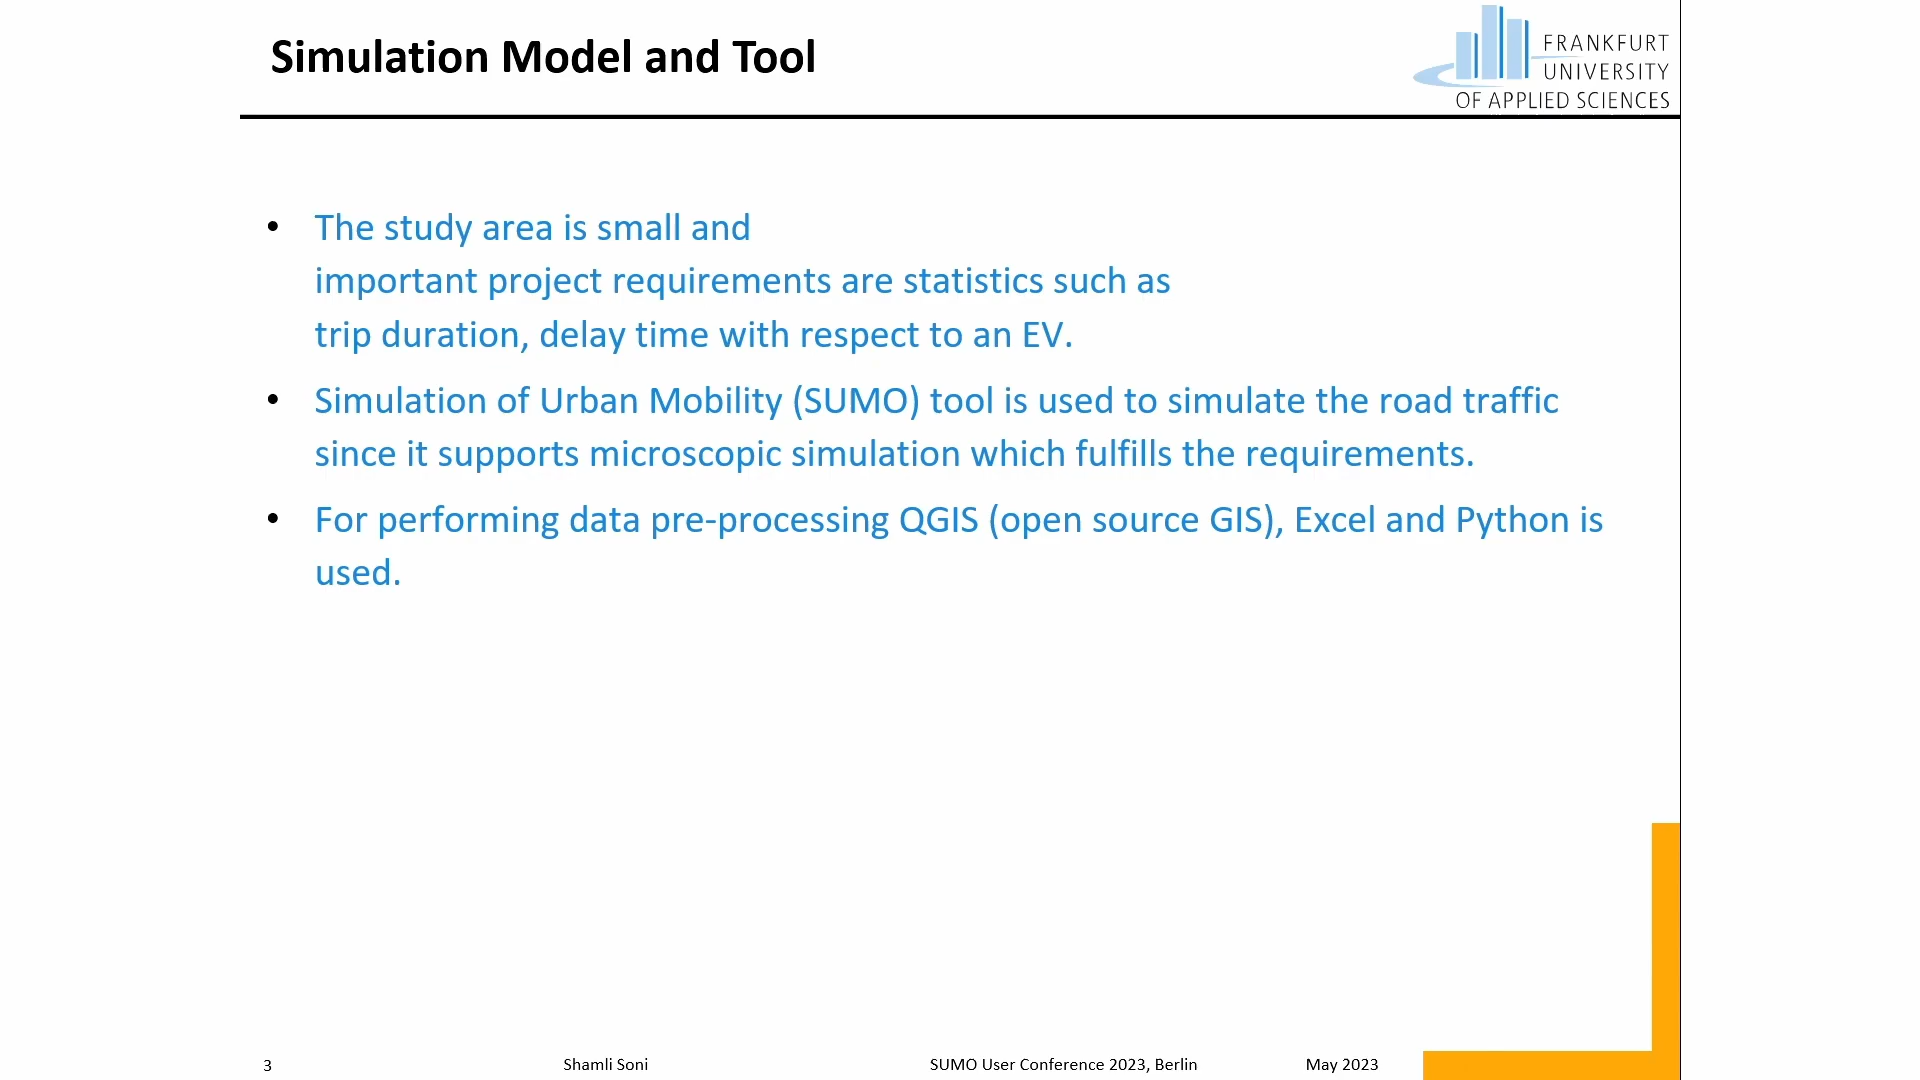 Simulation Model and Tool
FRANKFURT
UNIVERSITY
OF APPLIED SCIENCES
• The study area is small and
important project requirements are statistics such as
trip duration, delay time with respect to an EV.
• Simulation of Urban Mobility (SUMO) tool is used to simulate the road traffic
since it supports microscopic simulation which fulfills the requirements.
• For performing data pre-processing QGIS (open source GIS), Excel and Python is
used.
3 Shamli Soni SUMO User Conference 2023, Berlin May 2023